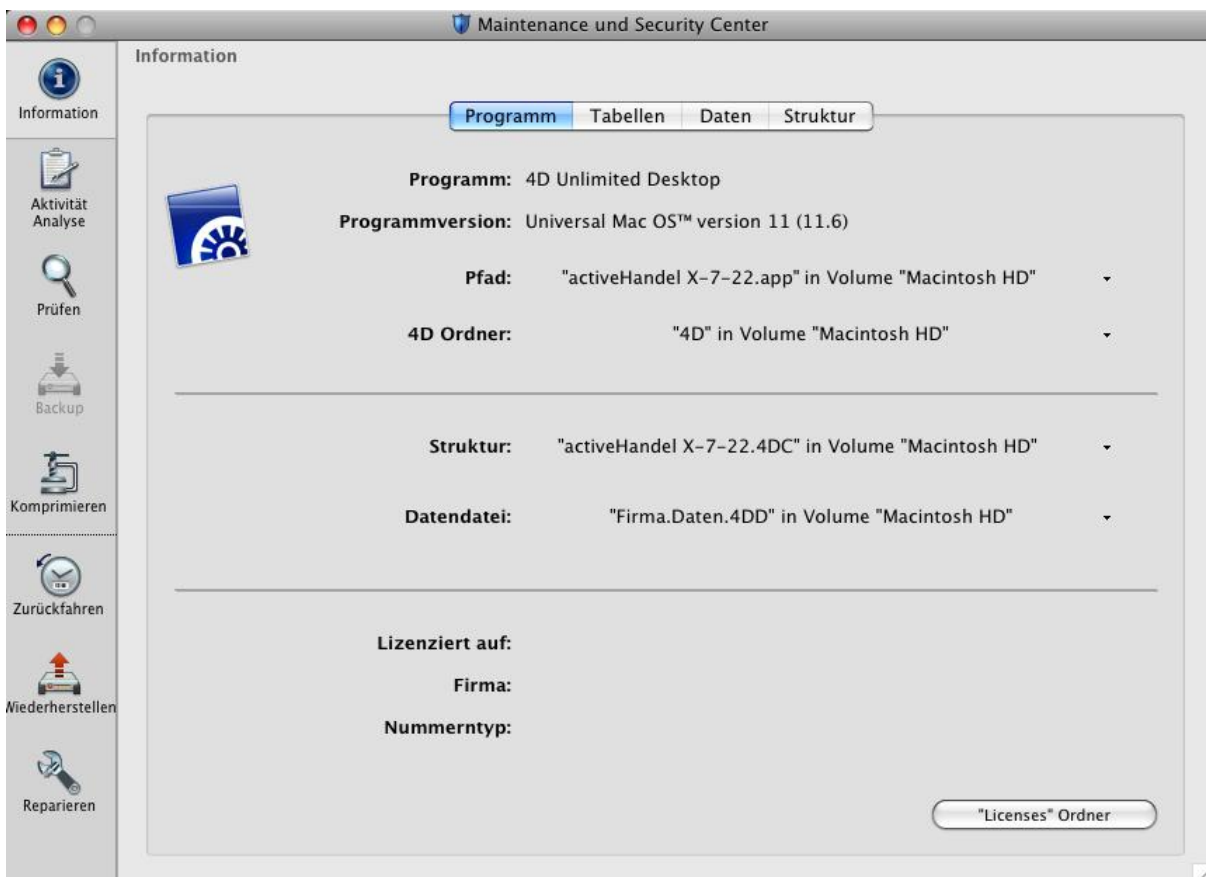 Maintenance und Security Center
Information
Information
Aktivität
Analyse
Prüfen
Backup
Komprimieren
Zurückfahren
Wiederherstellen
Reparieren
Programm Tabellen Daten Struktur
Programm: 4D Unlimited Desktop
Programmversion: Universal Mac OS™ version 11 (11.6)
Pfad: "activeHandel X-7-22.app" in Volume "Macintosh HD"
4D Ordner: "4D" in Volume "Macintosh HD"
Struktur: "activeHandel X-7-22.4DC" in Volume "Macintosh HD"
Datendatei: "Firma.Daten.4DD" in Volume "Macintosh HD"
Lizenziert auf:
Firma:
Nummerntyp:
"Licenses" Ordner